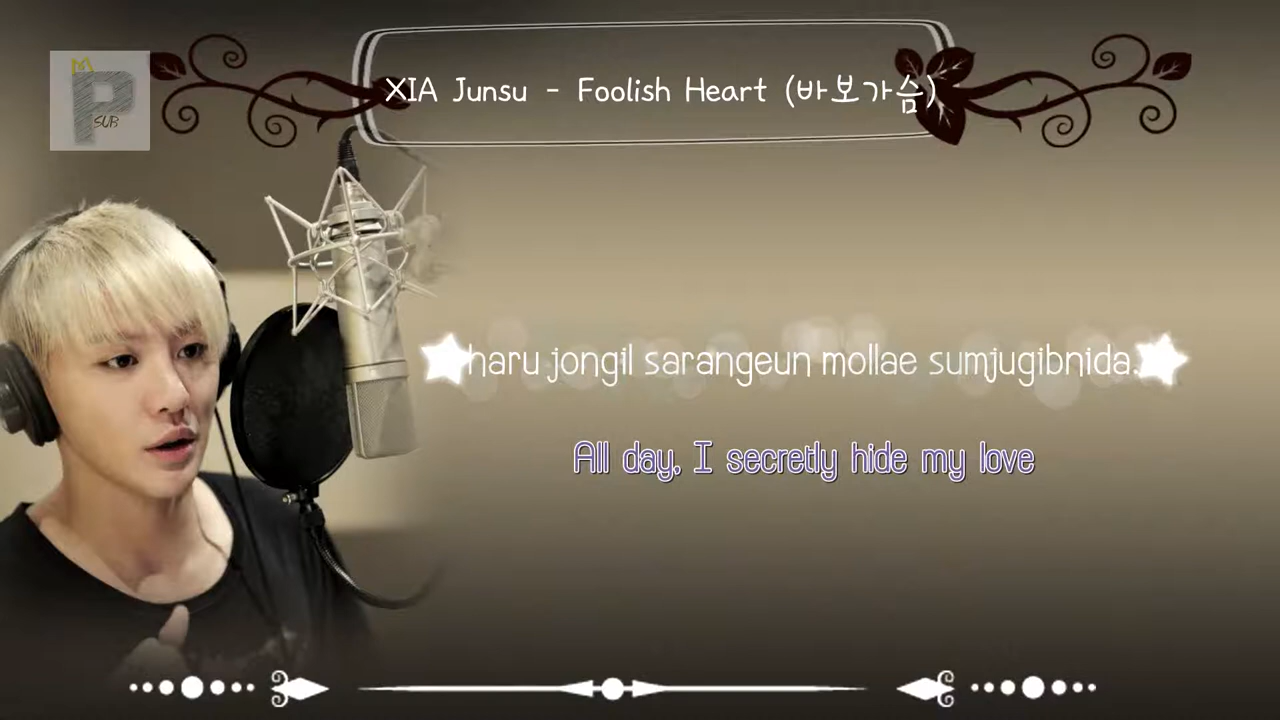 XIA Junsu - Foolish Heart (바보가슴)
P
SUB
haru jongil sarangeun mollae sumjugibnida.
All day, I secretly hide my love